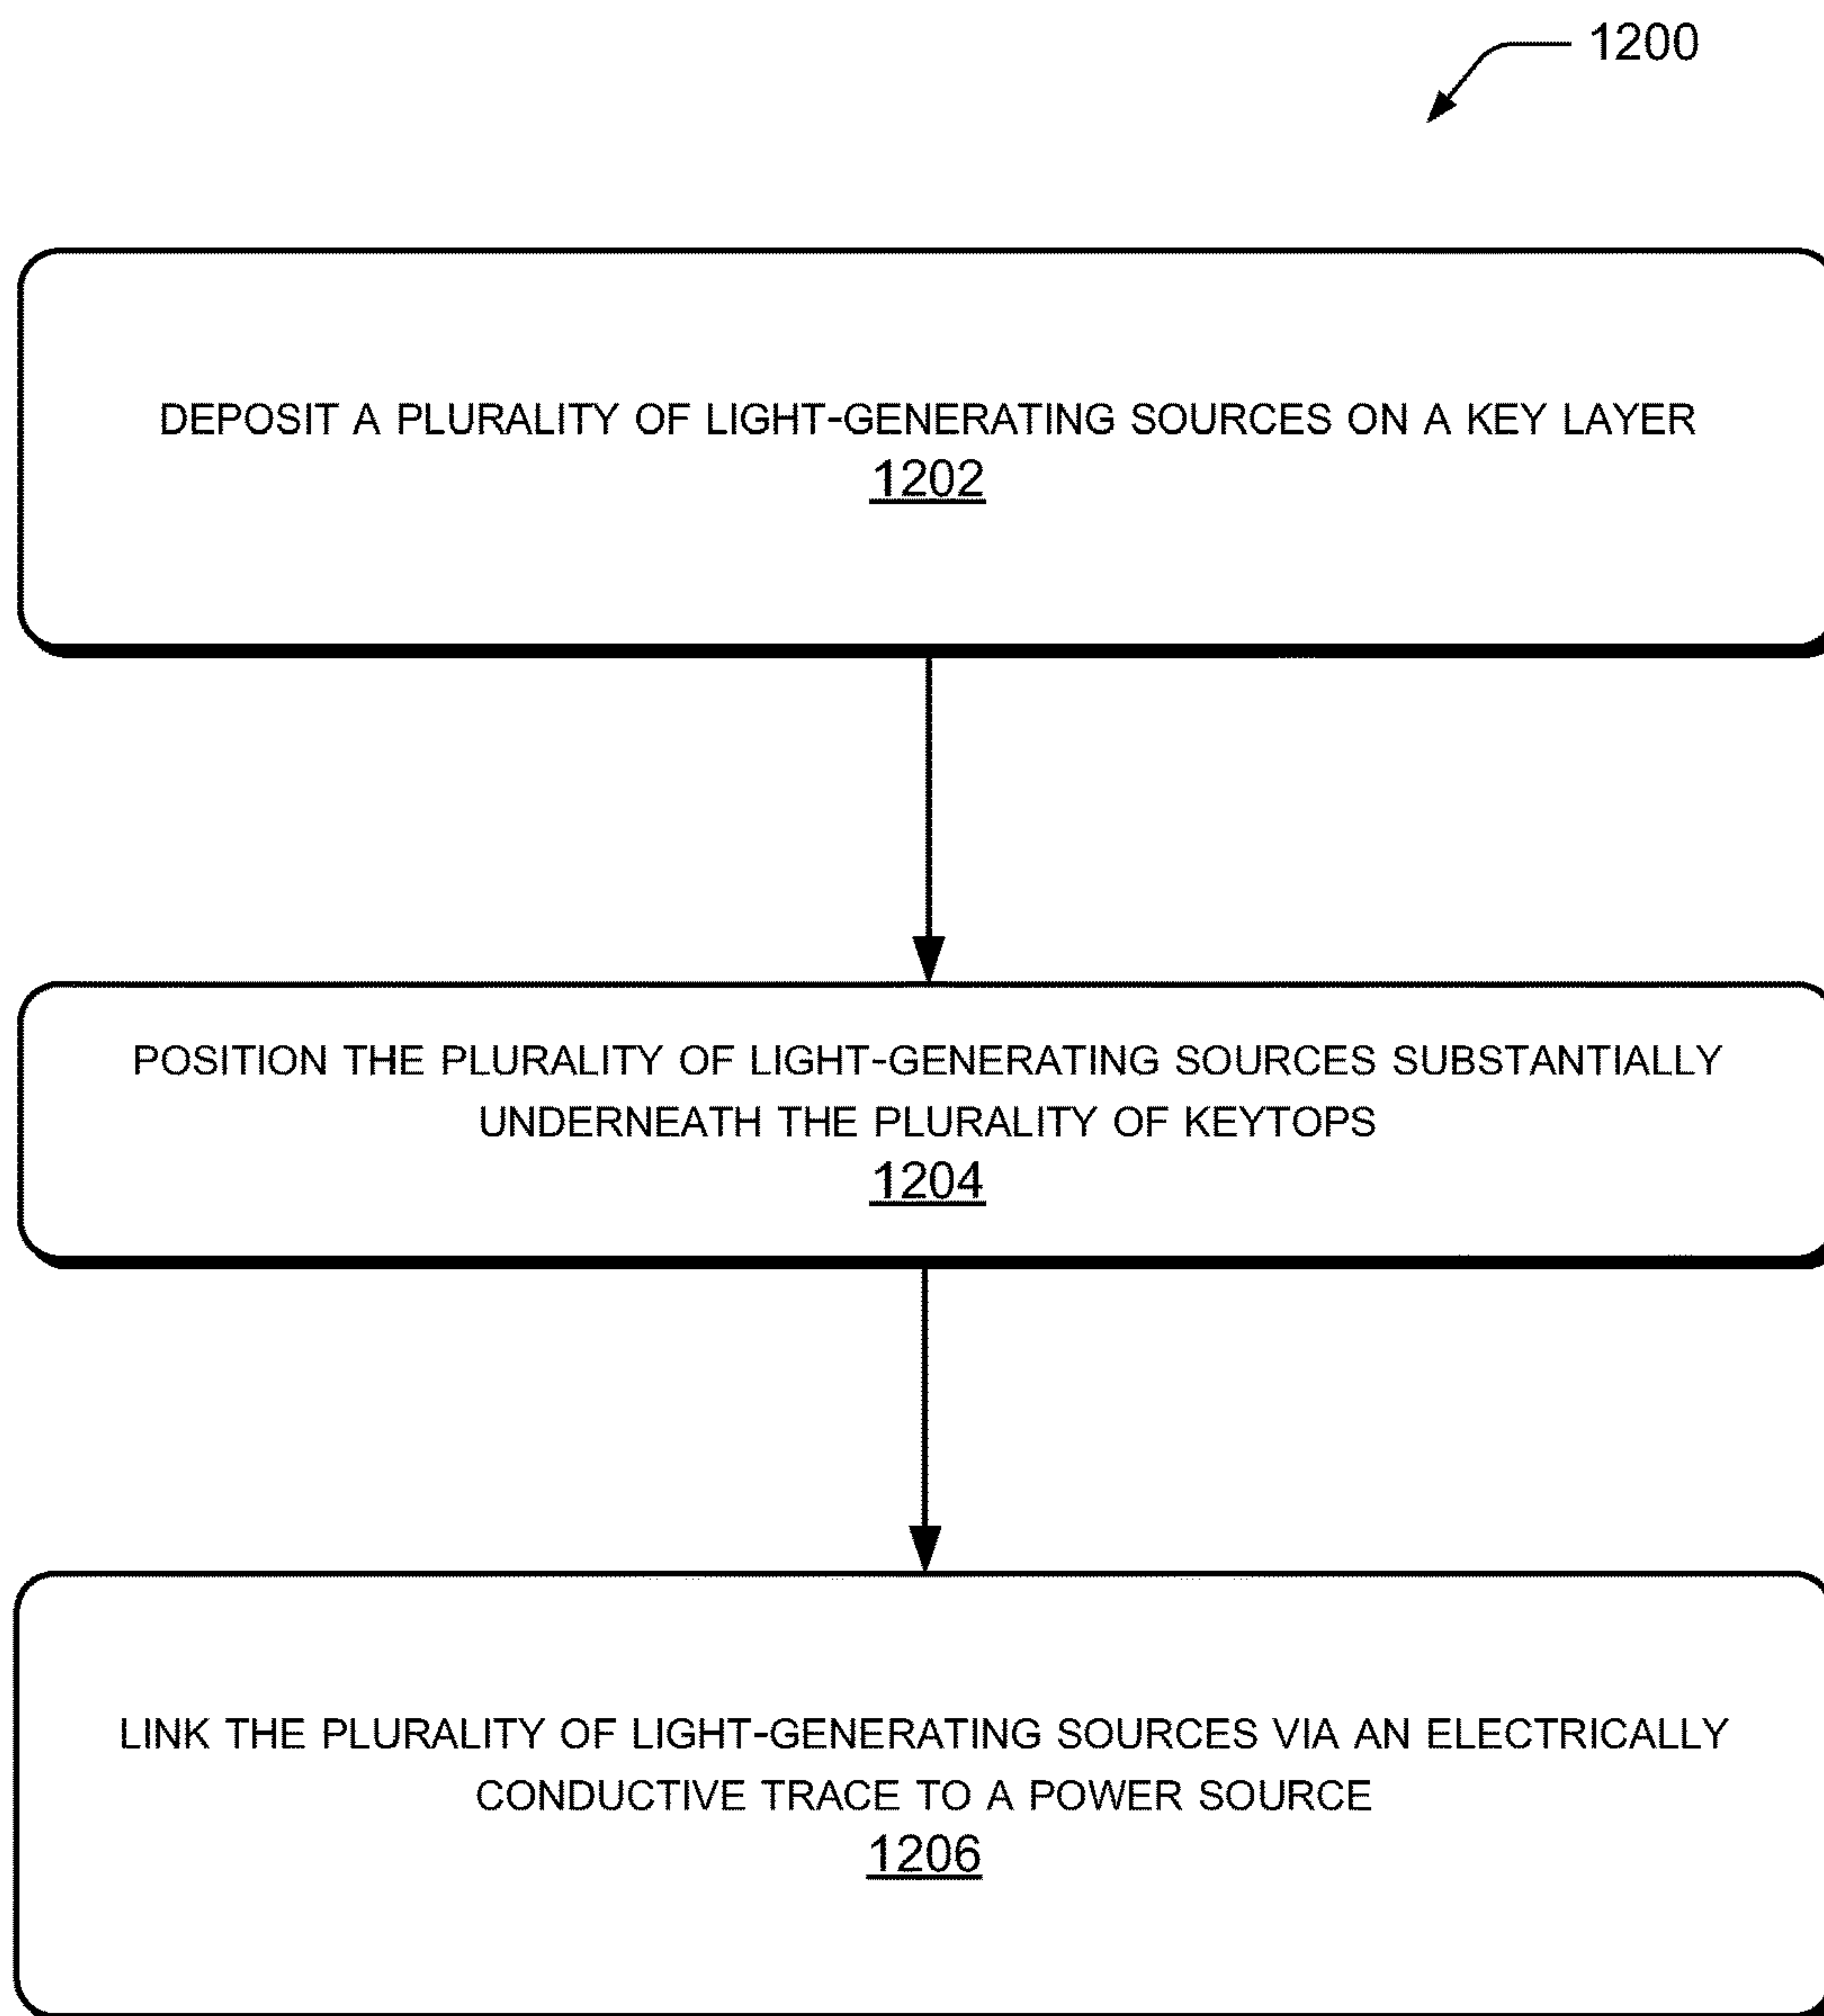 1200
DEPOSIT A PLURALITY OF LIGHT-GENERATING SOURCES ON A KEY LAYER
1202
POSITION THE PLURALITY OF LIGHT-GENERATING SOURCES SUBSTANTIALLY
UNDERNEATH THE PLURALITY OF KEYTOPS
1204
LINK THE PLURALITY OF LIGHT-GENERATING SOURCES VIA AN ELECTRICALLY
CONDUCTIVE TRACE TO A POWER SOURCE
1206